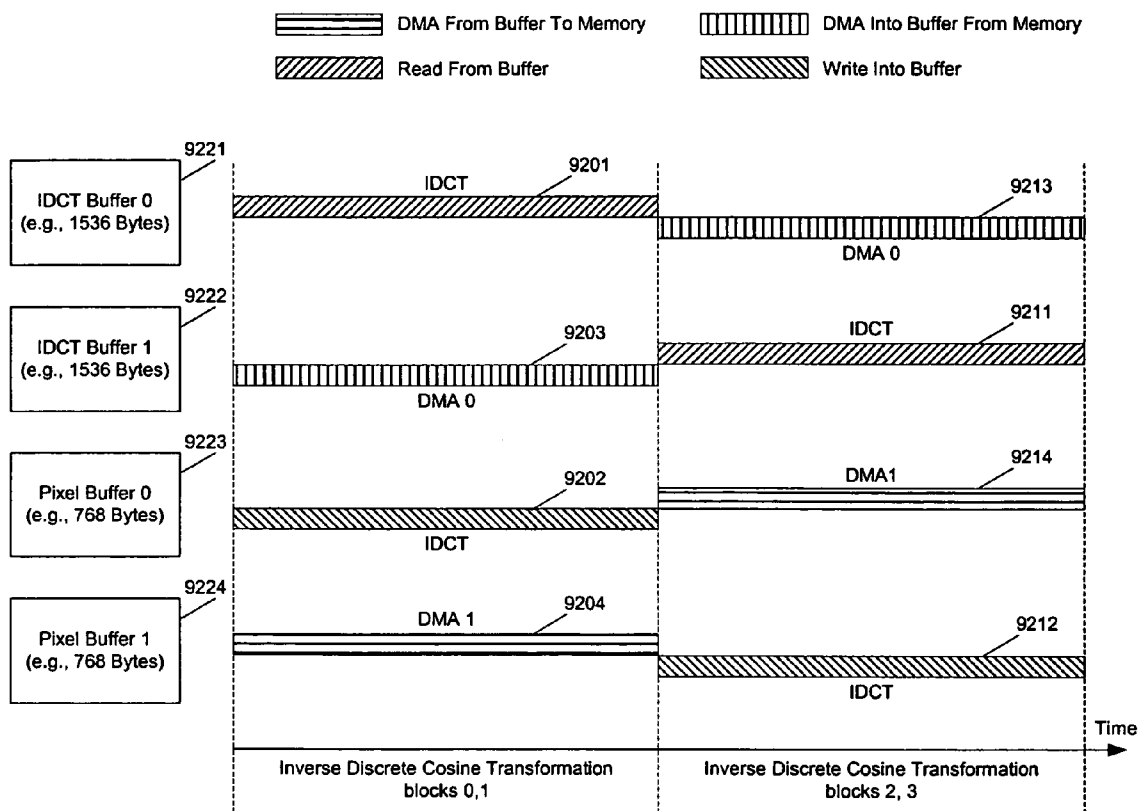 DMA From Buffer To Memory
DMA Into Buffer From Memory
Read From Buffer
Write Into Buffer
9221
IDCT Buffer 0
(e.g., 1536 Bytes)
IDCT
9201
9213
DMA 0
9222
IDCT Buffer 1
(e.g., 1536 Bytes)
9203
DMA 0
IDCT
9211
9223
Pixel Buffer 0
(e.g., 768 Bytes)
9202
IDCT
DMA1
9214
9224
Pixel Buffer 1
(e.g., 768 Bytes)
DMA 1
9204
9212
IDCT
Time
Inverse Discrete Cosine Transformation
blocks 0,1
Inverse Discrete Cosine Transformation
blocks 2, 3